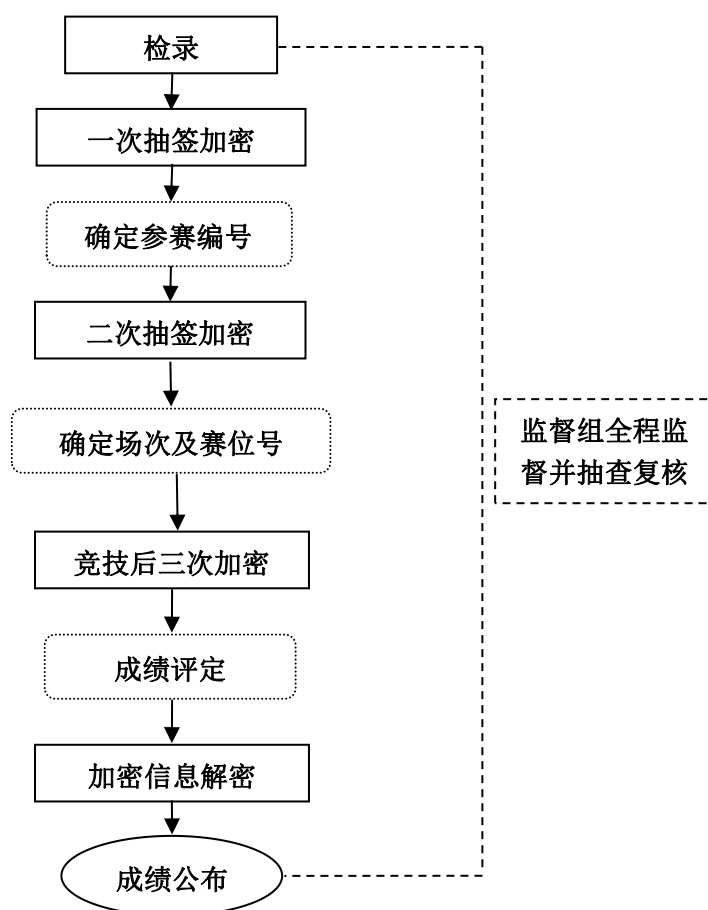 检录
一次抽签加密
确定参赛编号
二次抽签加密
确定场次及赛位号
竞技后三次加密
成绩评定
加密信息解密
成绩公布
监督组全程监
督并抽查复核